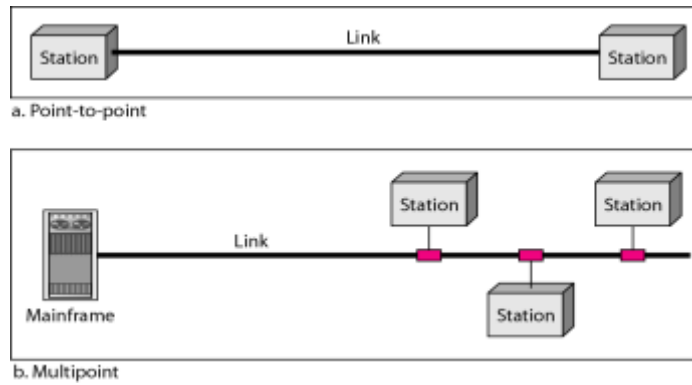 Link
Station
Station
a. Point-to-point
Station
Station
Link
Mainframe
Station
b. Multipoint